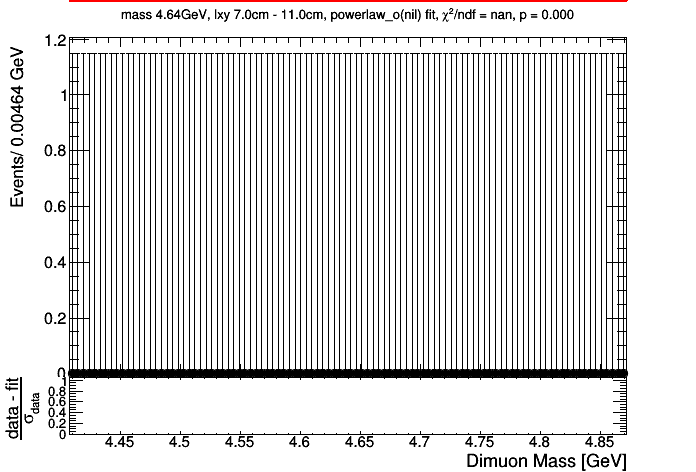 mass 4.64GeV, lxy 7.0cm - 11.0cm, powerlaw_o(nil) fit, χ²/ndf = nan, p = 0.000
Events/ 0.00464 GeV
1.2
1
0.8
0.6
0.4
0.2
0
data - fit
σdata
1
0.8
0.6
0.4
0.2
0
4.45 4.5 4.55 4.6 4.65 4.7 4.75 4.8 4.85
Dimuon Mass [GeV]